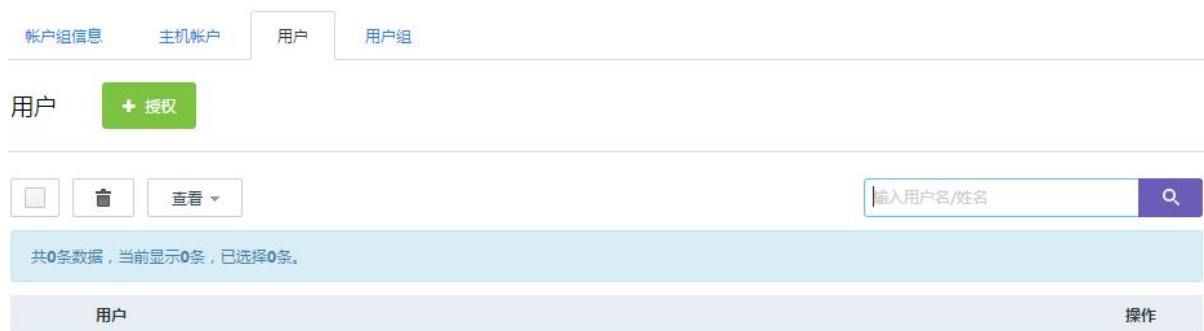 帐户组信息 主机帐户 用户 用户组
用户 + 授权
查看
输入用户名/姓名
共0条数据，当前显示0条，已选择0条。
用户 操作